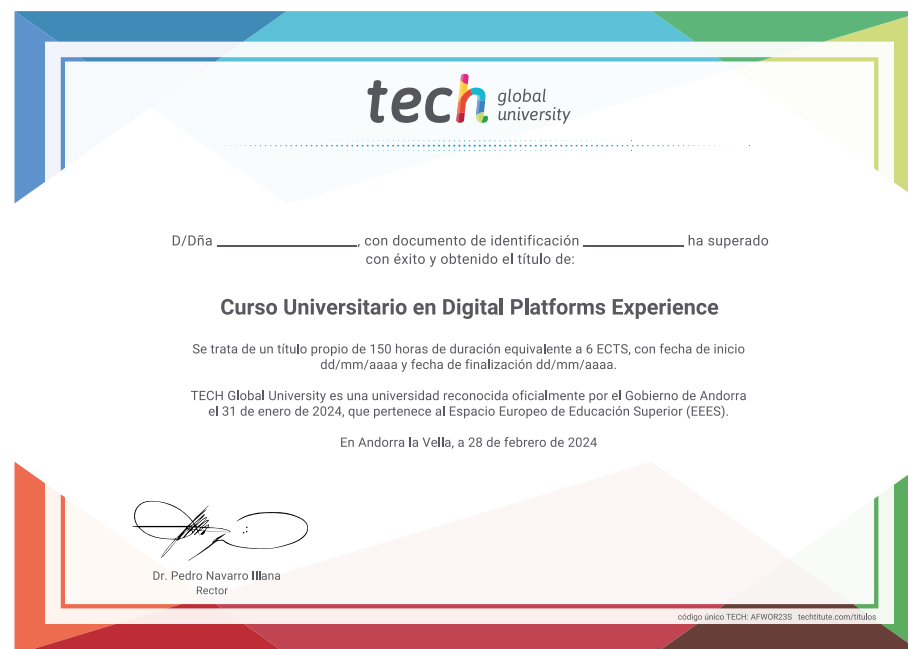 tech global university
D/Dña ____________, con documento de identificación ____________ ha superado
con éxito y obtenido el título de:
Curso Universitario en Digital Platforms Experience
Se trata de un título propio de 150 horas de duración equivalente a 6 ECTS, con fecha de inicio
dd/mm/aaaa y fecha de finalización dd/mm/aaaa.
TECH Global University es una universidad reconocida oficialmente por el Gobierno de Andorra
el 31 de enero de 2024, que pertenece al Espacio Europeo de Educación Superior (EEES).
En Andorra la Vella, a 28 de febrero de 2024
Dr. Pedro Navarro Illana
Rector
código único TECH: AFWOR23S techtitute.com/titulos